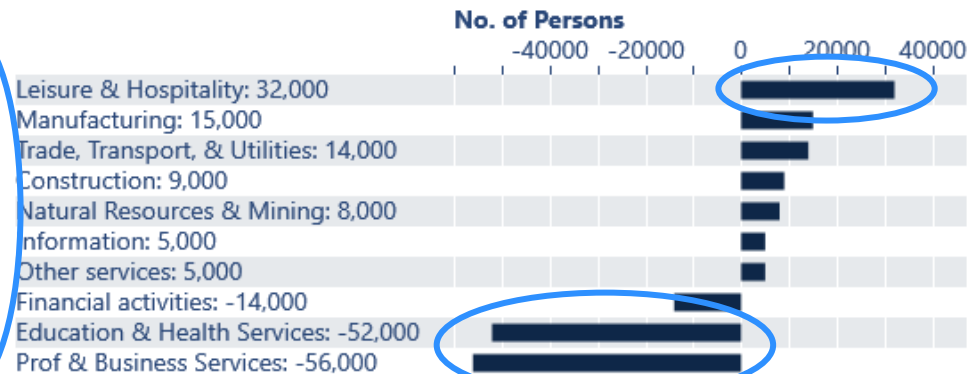 No. of Persons
-40000 -20000 0 20000 40000
Leisure & Hospitality: 32,000
Manufacturing: 15,000
Trade, Transport, & Utilities: 14,000
Construction: 9,000
Natural Resources & Mining: 8,000
Information: 5,000
Other services: 5,000
Financial activities: -14,000
Education & Health Services: -52,000
Prof & Business Services: -56,000